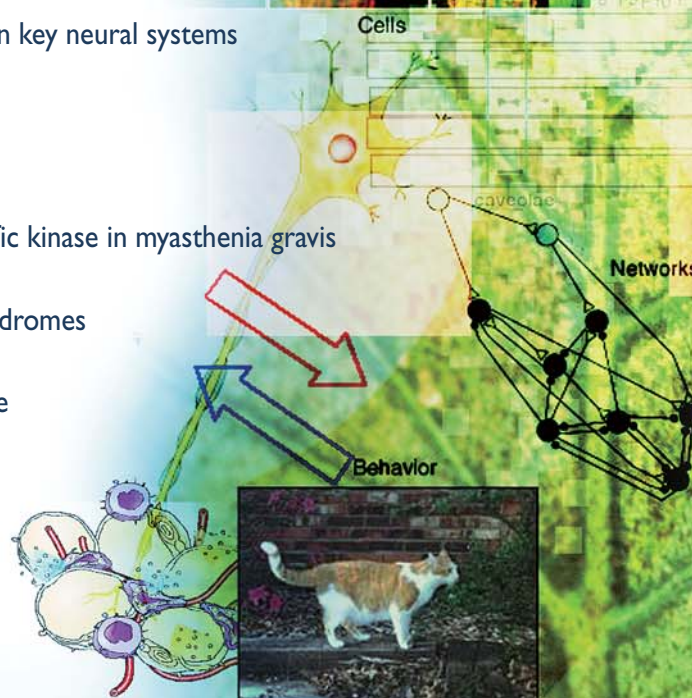 n key neural systems
Cells
caveolae
fic kinase in myasthenia gravis
Networks
dromes
e
Behavior